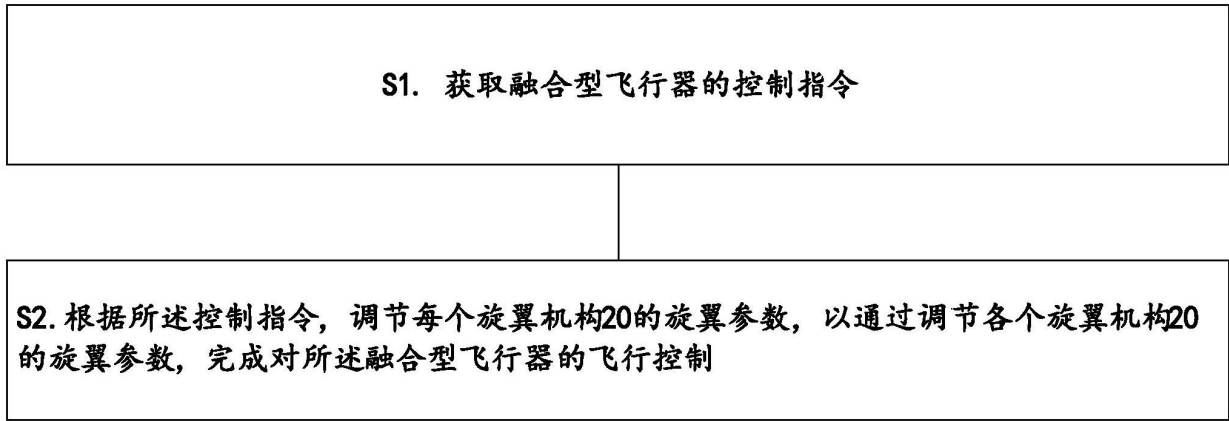 S1. 获取融合型飞行器的控制指令
S2.根据所述控制指令，调节每个旋翼机构20的旋翼参数，以通过调节各个旋翼机构20
的旋翼参数，完成对所述融合型飞行器的飞行控制